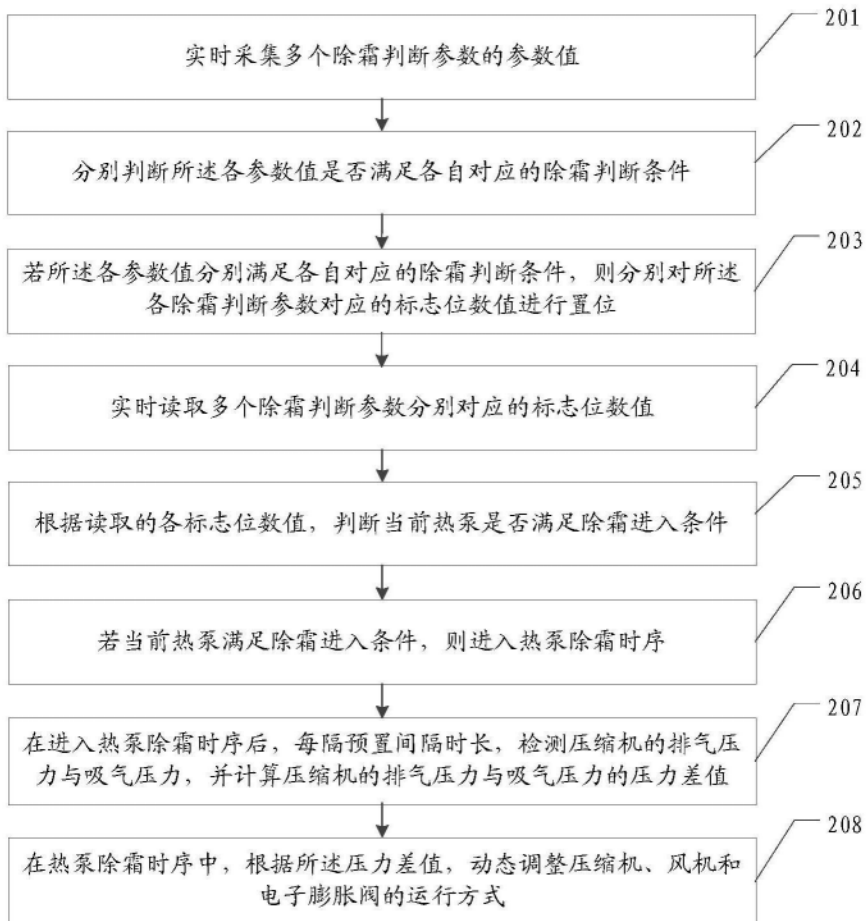 201
实时采集多个除霜判断参数的参数值
202
分别判断所述各参数值是否满足各自对应的除霜判断条件
203
若所述各参数值分别满足各自对应的除霜判断条件，则分别对所述
各除霜判断参数对应的标志位数值进行置位
204
实时读取多个除霜判断参数分别对应的标志位数值
205
根据读取的各标志位数值，判断当前热泵是否满足除霜进入条件
206
若当前热泵满足除霜进入条件，则进入热泵除霜时序
207
在进入热泵除霜时序后，每隔预置间隔时长，检测压缩机的排气压
力与吸气压力，并计算压缩机的排气压力与吸气压力的压力差值
208
在热泵除霜时序中，根据所述压力差值，动态调整压缩机、风机和
电子膨胀阀的运行方式